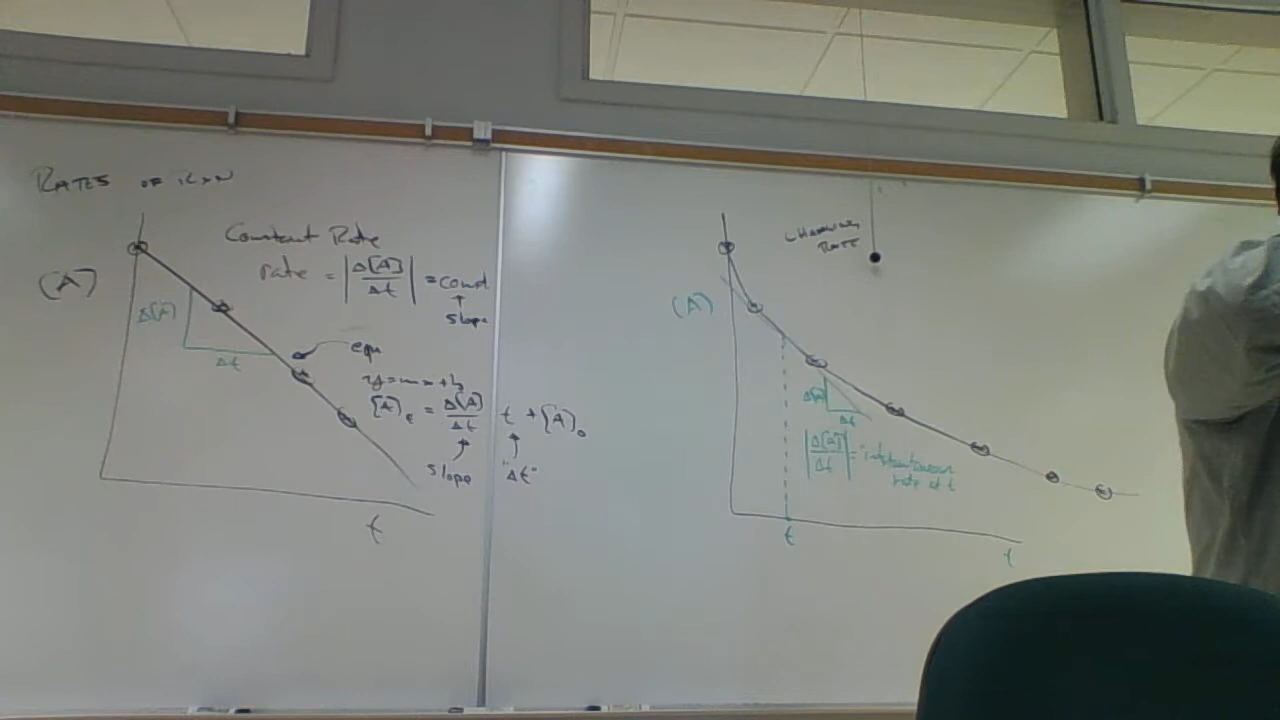 RATES OF RXN
Constant Rate
rate = |Δ[A]/Δt| = const
↑
slope
[A]
Δ[A]
Δt
eqn
y = mx + b
[A]t = Δ[A]/Δt t + [A]o
↑ ↑
slope "Δt"
t
CHANGING
RATE
[A]
Δ[A]
Δt
|Δ[A]/Δt| = "instantaneous
rate at t
t
t